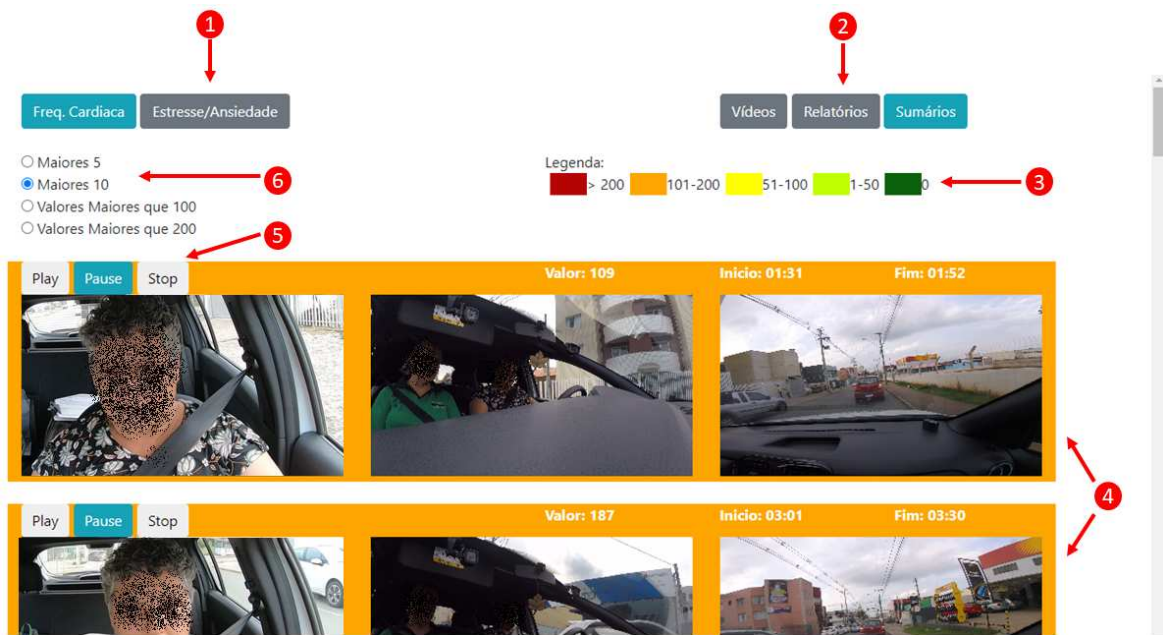 1
2
Freq. Cardiaca Estresse/Ansiedade
Vídeos Relatórios Sumários
Maiores 5
Maiores 10
Valores Maiores que 100
Valores Maiores que 200
6
Legenda:
> 200 101-200 51-100 1-50 0
3
5
Play Pause Stop
Valor: 109 Inicio: 01:31 Fim: 01:52
4
Play Pause Stop
Valor: 187 Inicio: 03:01 Fim: 03:30